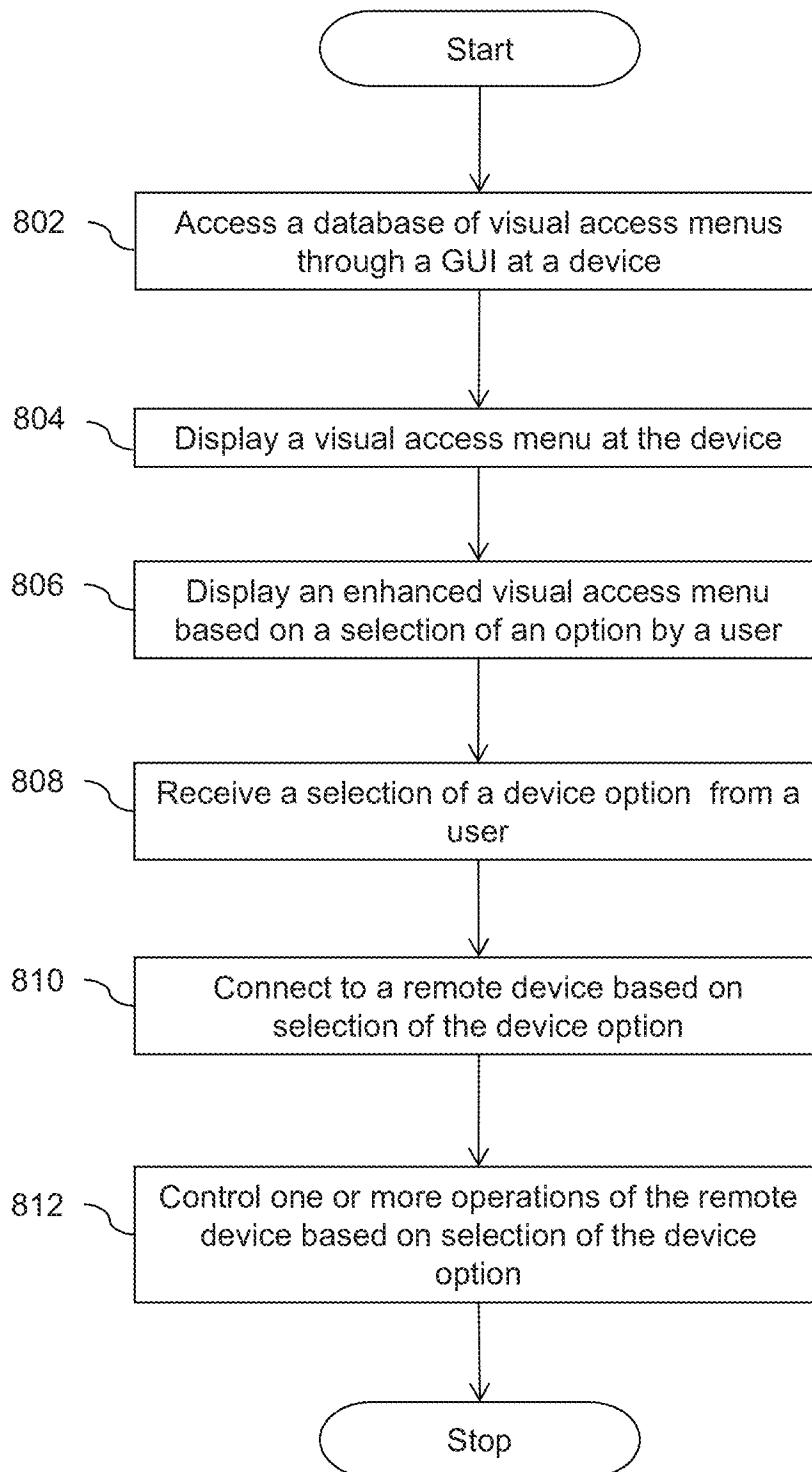 Start
802
Access a database of visual access menus
through a GUI at a device
804
Display a visual access menu at the device
806
Display an enhanced visual access menu
based on a selection of an option by a user
808
Receive a selection of a device option from a
user
810
Connect to a remote device based on
selection of the device option
812
Control one or more operations of the remote
device based on selection of the device
option
Stop